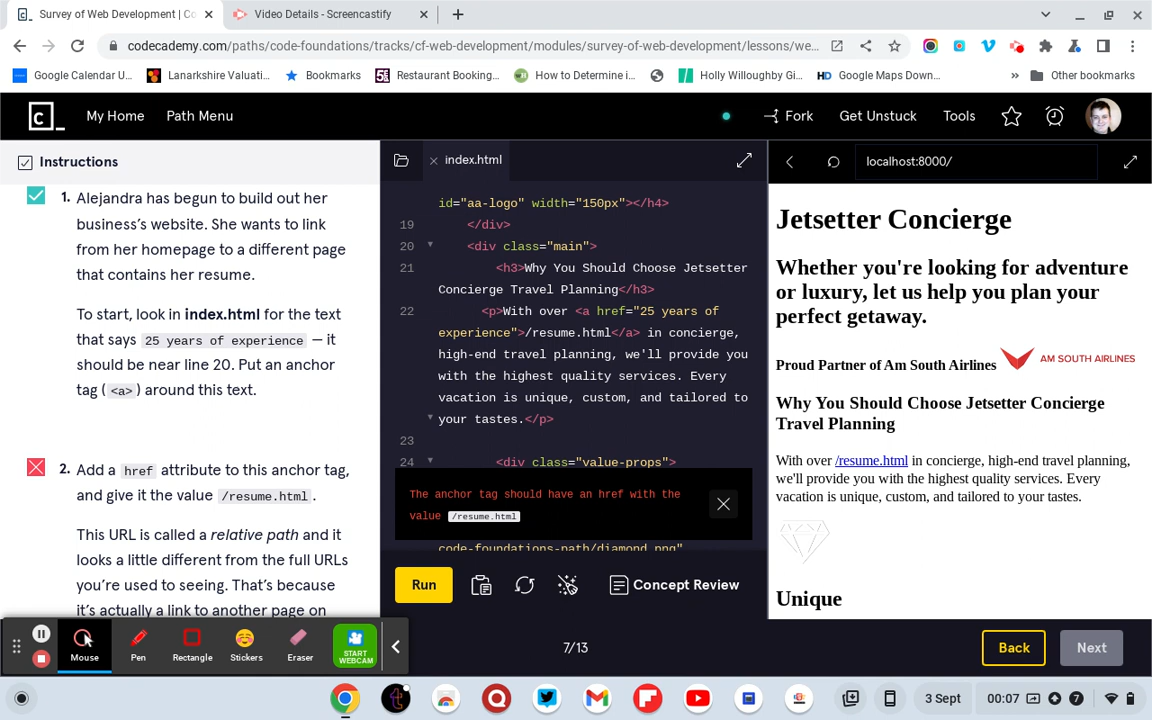 Survey of Web Development | Co
Video Details - Screencastify
codecademy.com/paths/code-foundations/tracks/cf-web-development/modules/survey-of-web-development/lessons/we...
Google Calendar U...
Lanarkshire Valuati...
Bookmarks
Restaurant Booking...
How to Determine i...
Holly Willoughby Gi...
HD
Google Maps Down...
»
Other bookmarks
My Home
Path Menu
Fork
Get Unstuck
Tools
Instructions
index.html
localhost:8000/
1. Alejandra has begun to build out her
business's website. She wants to link
from her homepage to a different page
that contains her resume.
To start, look in index.html for the text
that says 25 years of experience — it
should be near line 20. Put an anchor
tag (<a>) around this text.
2. Add a href attribute to this anchor tag,
and give it the value /resume.html.
This URL is called a relative path and it
looks a little different from the full URLs
you're used to seeing. That's because
it's actually a link to another page on
id="aa-logo" width="150px"></h4>
19 </div>
20 <div class="main">
21 <h3>Why You Should Choose Jetsetter
Concierge Travel Planning</h3>
22 <p>With over <a href="25 years of
experience">/resume.html</a> in concierge,
high-end travel planning, we'll provide you
with the highest quality services. Every
vacation is unique, custom, and tailored to
your tastes.</p>
23
24 <div class="value-props">
The anchor tag should have an href with the
value /resume.html
code-foundations-path/diamond.png"
Run
Concept Review
Jetsetter Concierge
Whether you're looking for adventure
or luxury, let us help you plan your
perfect getaway.
Proud Partner of Am South Airlines AM SOUTH AIRLINES
Why You Should Choose Jetsetter Concierge
Travel Planning
With over /resume.html in concierge, high-end travel planning,
we'll provide you with the highest quality services. Every
vacation is unique, custom, and tailored to your tastes.
Unique
Mouse
Pen
Rectangle
Stickers
Eraser
START
WEBCAM
7/13
Back
Next
3 Sept
00:07
7